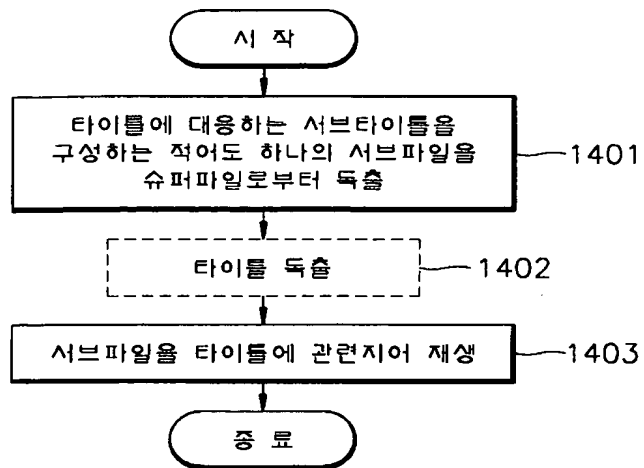 시 작
타이틀에 대응하는 서브타이틀을
구성하는 적어도 하나의 서브파일을
슈퍼파일로부터 독출
1401
타이틀 독출
1402
서브파일을 타이틀에 관련지어 재생
1403
종 료